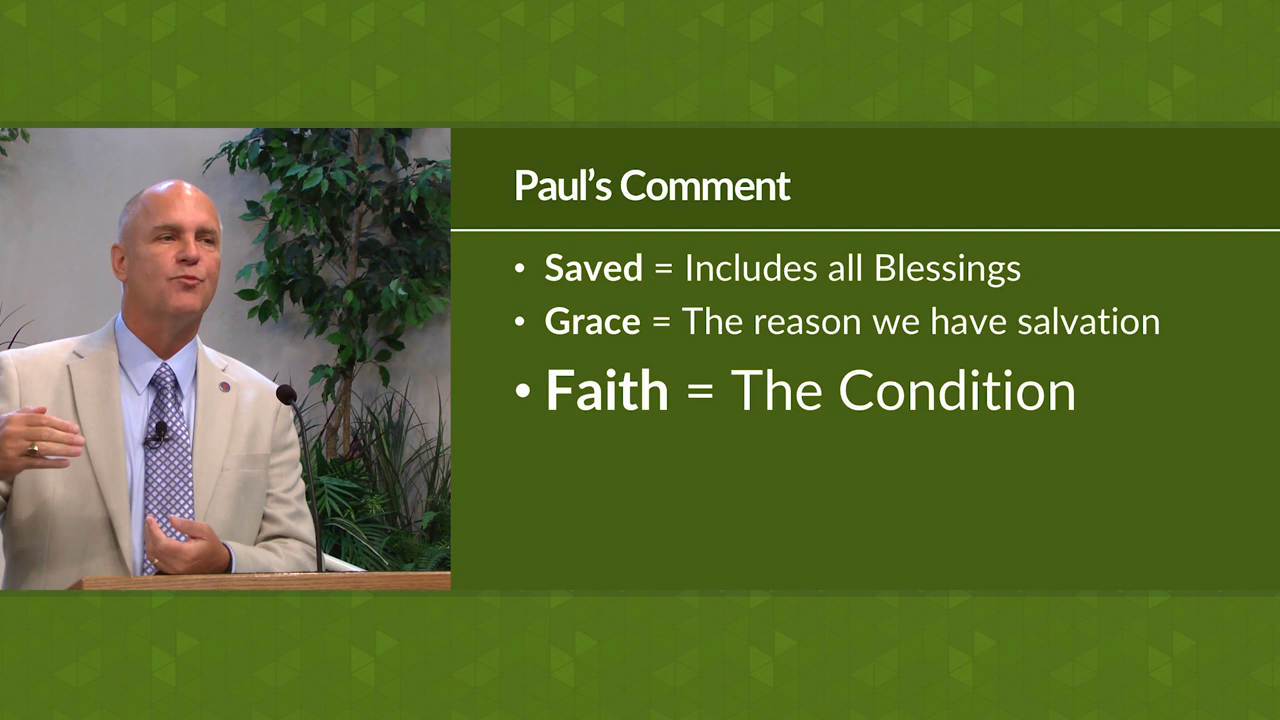 Paul’s Comment
• Saved = Includes all Blessings
• Grace = The reason we have salvation
• Faith = The Condition